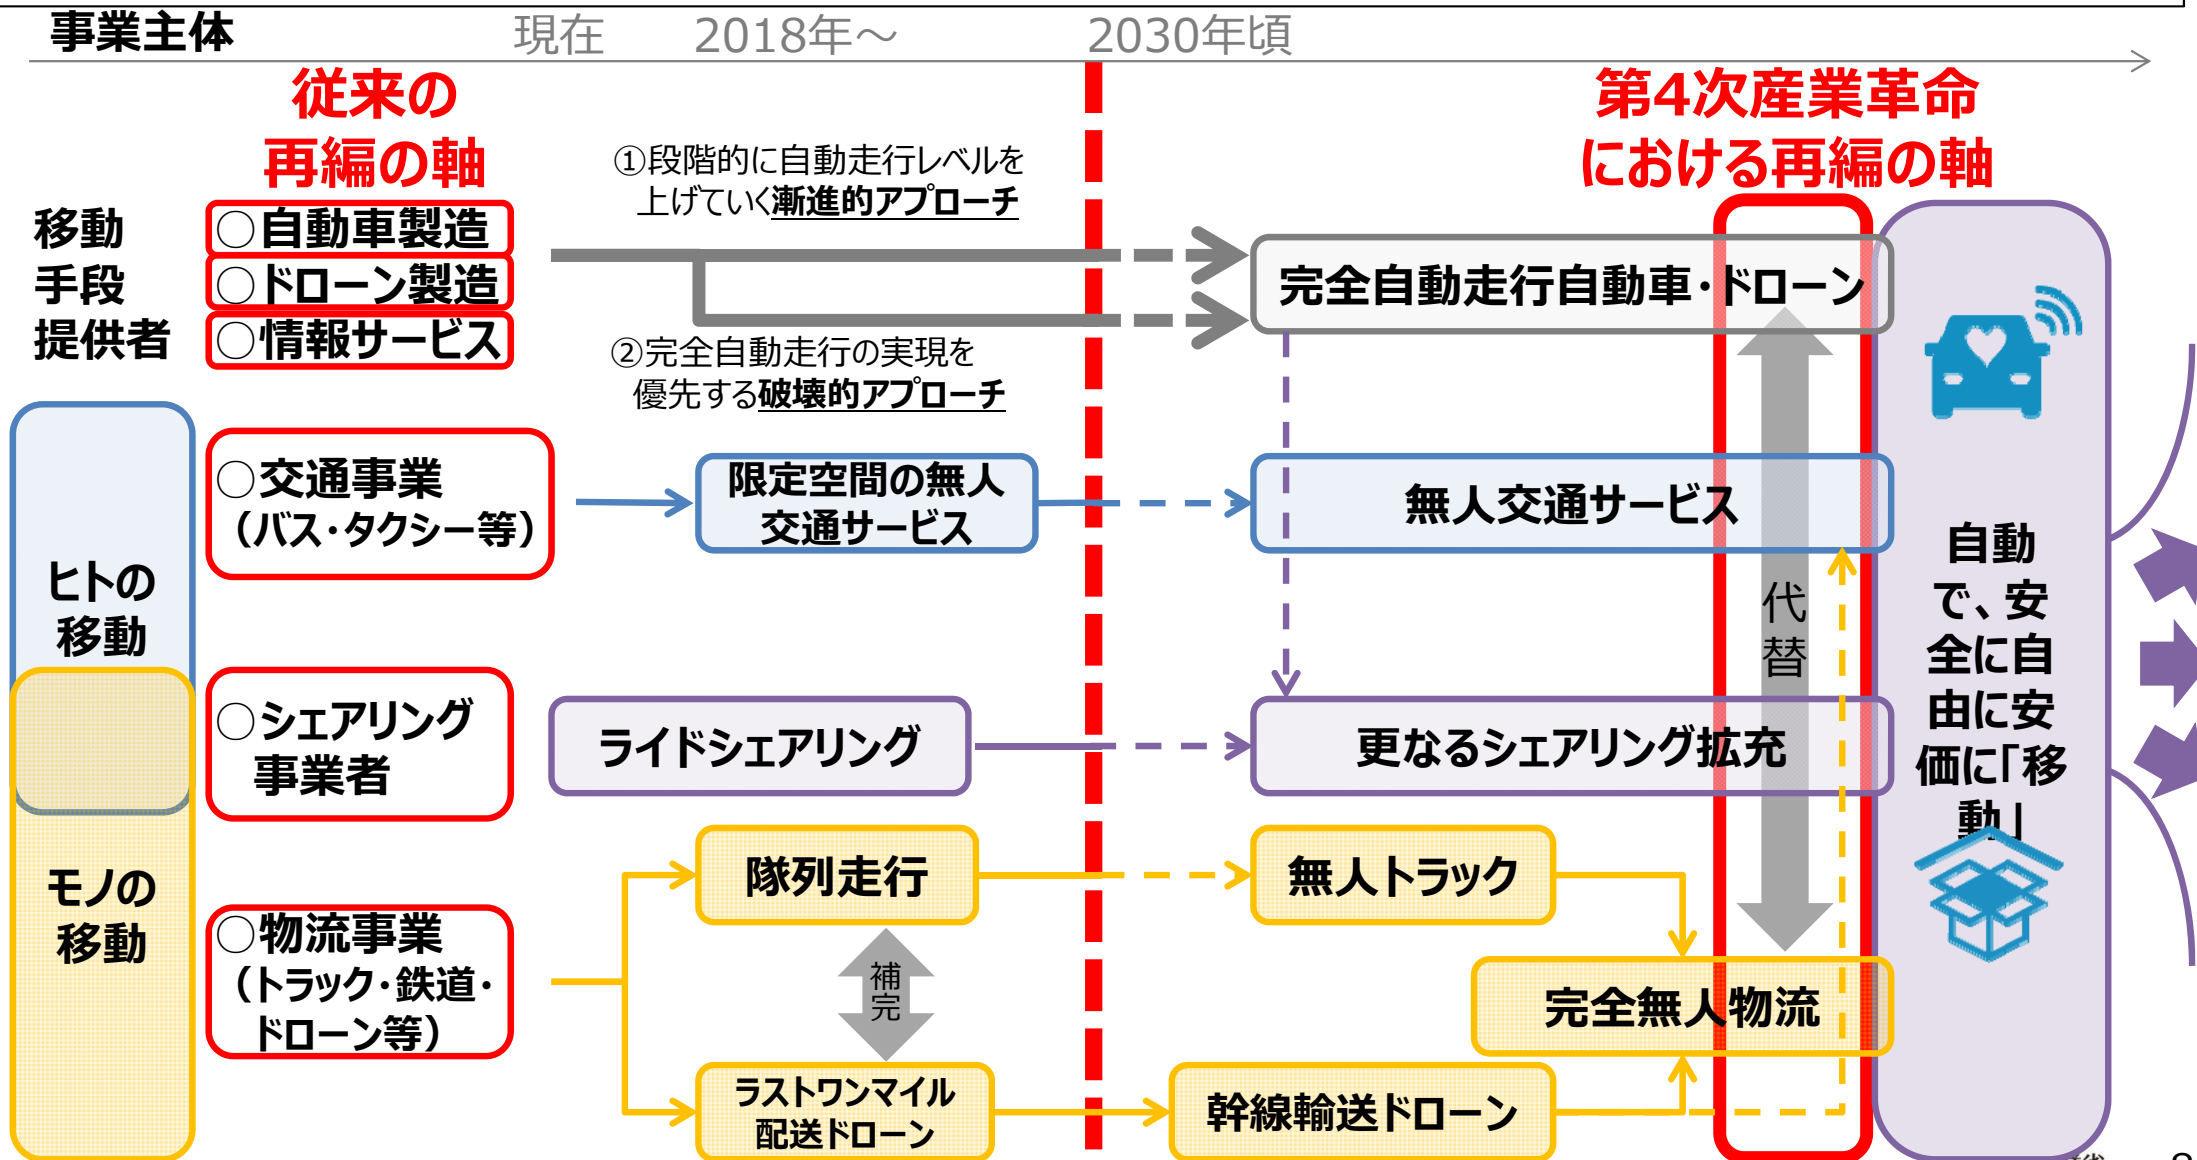 事業主体
現在
2018年～
2030年頃
従来の
再編の軸
第4次産業革命
における再編の軸
①段階的に自動走行レベルを
上げていく漸進的アプローチ
移動
手段
提供者
○自動車製造
○ドローン製造
○情報サービス
完全自動走行自動車・ドローン
②完全自動走行の実現を
優先する破壊的アプローチ
ヒトの
移動
○交通事業
（バス・タクシー等）
限定空間の無人
交通サービス
無人交通サービス
代
替
○シェアリング
事業者
ライドシェアリング
更なるシェアリング拡充
モノの
移動
○物流事業
（トラック・鉄道・
ドローン等）
隊列走行
無人トラック
補
完
完全無人物流
ラストワンマイル
配送ドローン
幹線輸送ドローン
自動
で、安
全に自
由に安
価に「移
動」